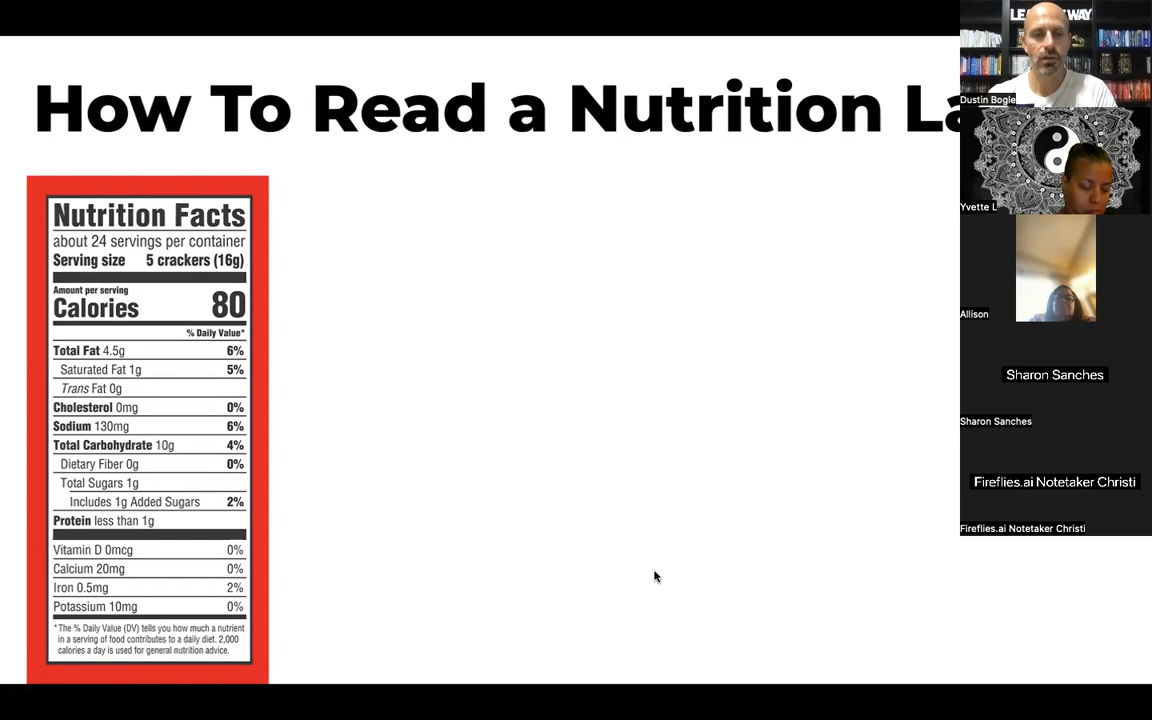 How To Read a Nutrition La
Nutrition Facts
about 24 servings per container
Serving size 5 crackers (16g)
Amount per serving
Calories 80
% Daily Value*
Total Fat 4.5g 6%
Saturated Fat 1g 5%
Trans Fat 0g
Cholesterol 0mg 0%
Sodium 130mg 6%
Total Carbohydrate 10g 4%
Dietary Fiber 0g 0%
Total Sugars 1g
Includes 1g Added Sugars 2%
Protein less than 1g
Vitamin D 0mcg 0%
Calcium 20mg 0%
Iron 0.5mg 2%
Potassium 10mg 0%
*The % Daily Value (DV) tells you how much a nutrient
in a serving of food contributes to a daily diet. 2,000
calories a day is used for general nutrition advice.
WAY
Dustin Bogle
Yvette L
Allison
Sharon Sanches
Sharon Sanches
Fireflies.ai Notetaker Christi
Fireflies.ai Notetaker Christi